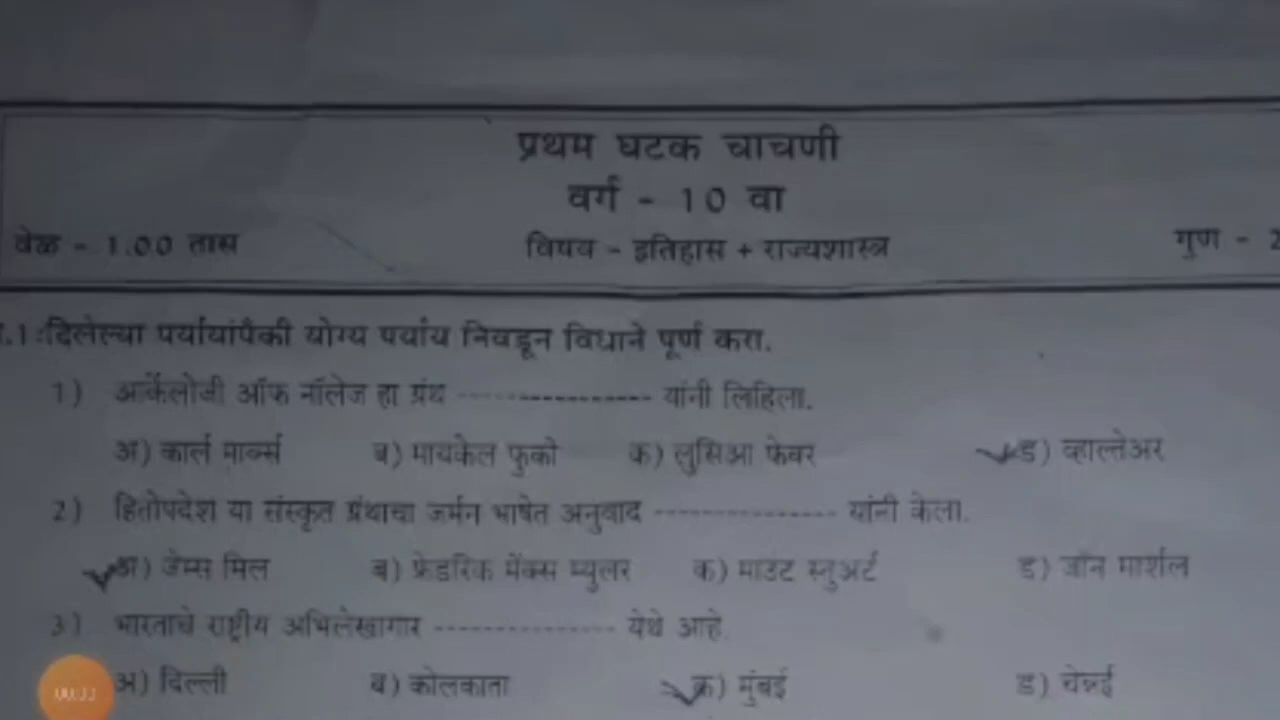 प्रथम घटक चाचणी
वर्ग - 10 वा
वेळ - 1.00 तास विषय - इतिहास + राज्यशास्त्र गुण -
.1 :दिलेल्या पर्यायांपैकी योग्य पर्याय निवडून विधाने पूर्ण करा.
1) आर्केलोजी ऑफ नॉलेज हा ग्रंथ ---------------- यांनी लिहिला.
अ) कार्ल मार्क्स ब) मायकेल फुको क) लुसिआ फेबर ड) व्हाल्तेअर
2) हितोपदेश या संस्कृत ग्रंथाचा जर्मन भाषेत अनुवाद ---------------- यांनी केला.
अ) जेम्स मिल ब) फ्रेडरिक मॅक्स म्युलर क) माउंट स्नुअर्ट ड) जॉन मार्शल
3) भारताचे राष्ट्रीय अभिलेखागार ---------------- येथे आहे.
अ) दिल्ली ब) कोलकाता क) मुंबई ड) चेन्नई